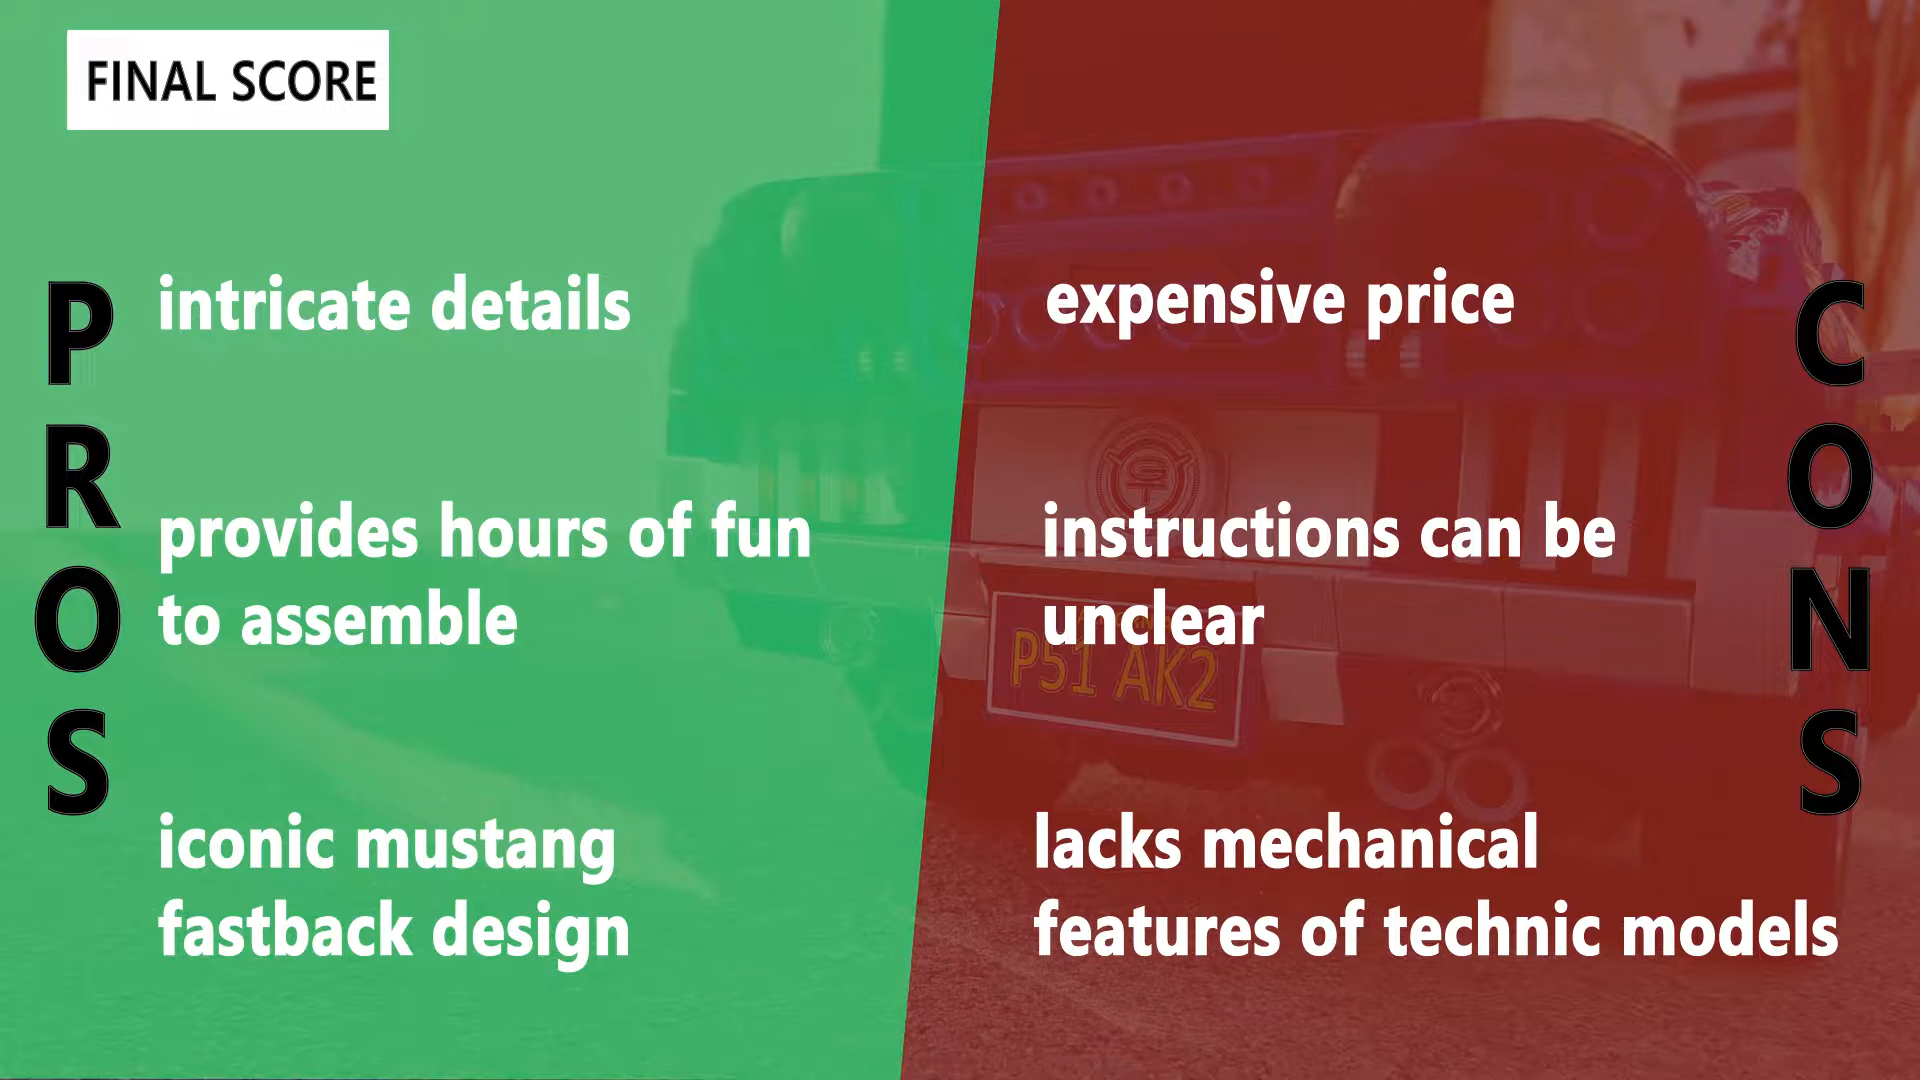 FINAL SCORE
PROS
intricate details
provides hours of fun
to assemble
iconic mustang
fastback design
CONS
expensive price
instructions can be
unclear
lacks mechanical
features of technic models
P51 AK2